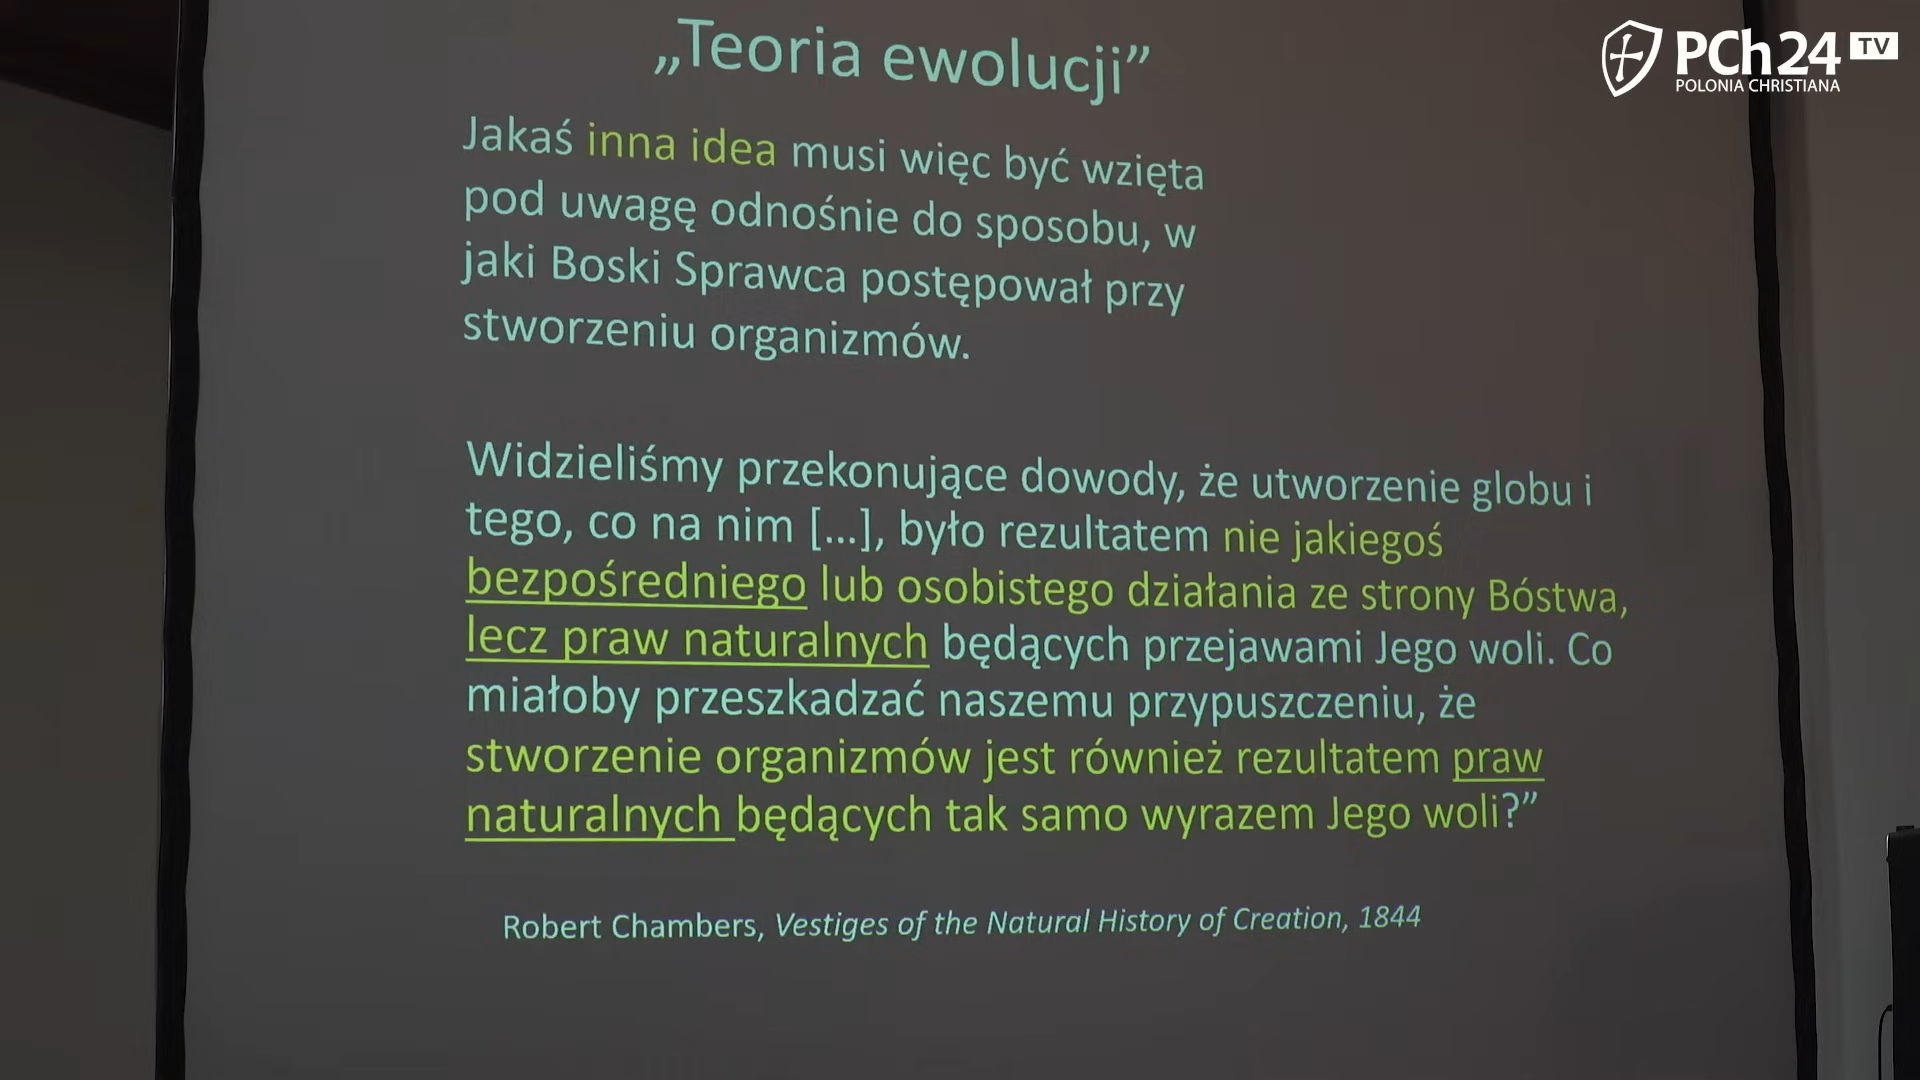 PCh24 TV
POLONIA CHRISTIANA
„Teoria ewolucji”
Jakaś inna idea musi więc być wzięta
pod uwagę odnośnie do sposobu, w
jaki Boski Sprawca postępował przy
stworzeniu organizmów.
Widzieliśmy przekonujące dowody, że utworzenie globu i
tego, co na nim [...], było rezultatem nie jakiegoś
bezpośredniego lub osobistego działania ze strony Bóstwa,
lecz praw naturalnych będących przejawami Jego woli. Co
miałoby przeszkadzać naszemu przypuszczeniu, że
stworzenie organizmów jest również rezultatem praw
naturalnych będących tak samo wyrazem Jego woli?”
Robert Chambers, Vestiges of the Natural History of Creation, 1844